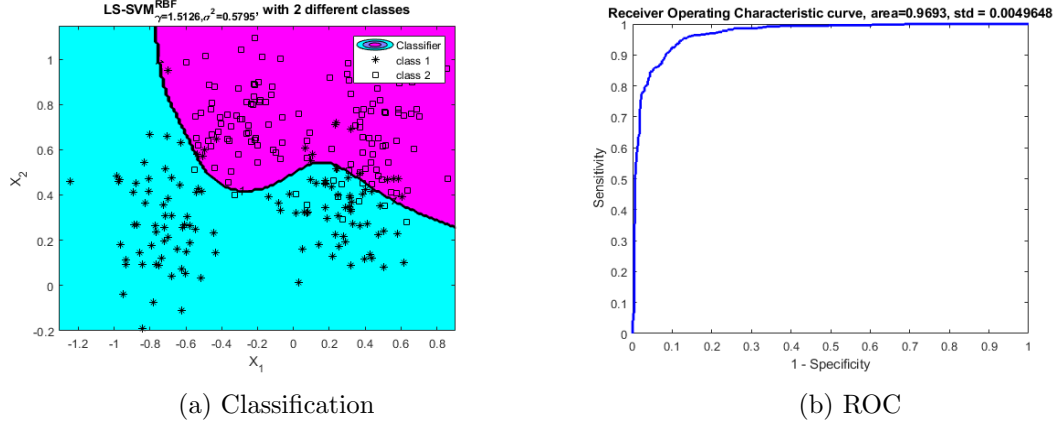 LS-SVM RBF γ=1.5126,σ²=0.5795, with 2 different classes
Classifier
class 1
class 2
1
0.8
0.6
0.4
0.2
0
-0.2
X₂
-1.2 -1 -0.8 -0.6 -0.4 -0.2 0 0.2 0.4 0.6 0.8
X₁
(a) Classification
Receiver Operating Characteristic curve, area=0.9693, std = 0.0049648
1
0.9
0.8
0.7
0.6
0.5
0.4
0.3
0.2
0.1
0
Sensitivity
0 0.1 0.2 0.3 0.4 0.5 0.6 0.7 0.8 0.9 1
1 - Specificity
(b) ROC